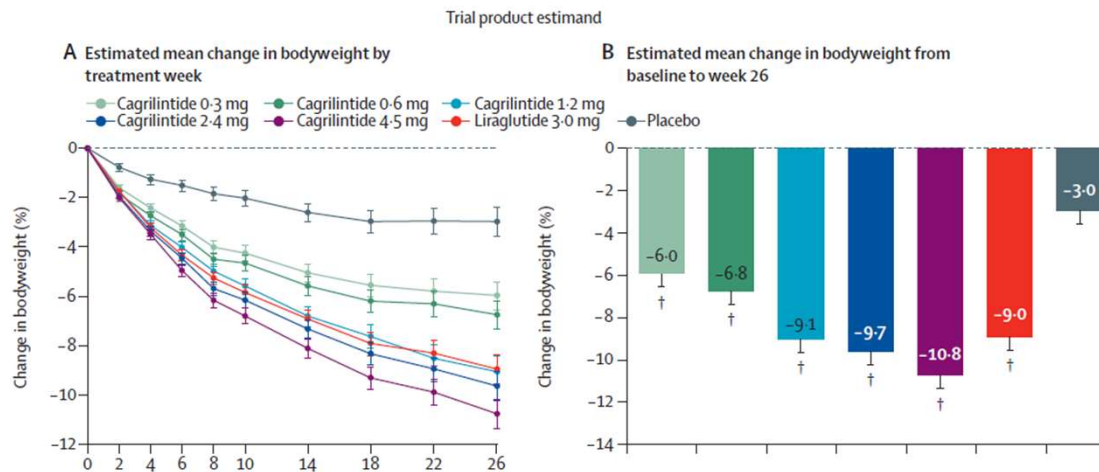 Trial product estimand
A Estimated mean change in bodyweight by
treatment week
B Estimated mean change in bodyweight from
baseline to week 26
Cagrilintide 0·3 mg Cagrilintide 0·6 mg Cagrilintide 1·2 mg
Cagrilintide 2·4 mg Cagrilintide 4·5 mg Liraglutide 3·0 mg Placebo
Change in bodyweight (%)
0
−2
−4
−6
−8
−10
−12
0 2 4 6 8 10 14 18 22 26
Change in bodyweight (%)
0
−2
−4
−6
−8
−10
−12
−14
−6·0
†
−6·8
†
−9·1
†
−9·7
†
−10·8
†
−9·0
†
−3·0